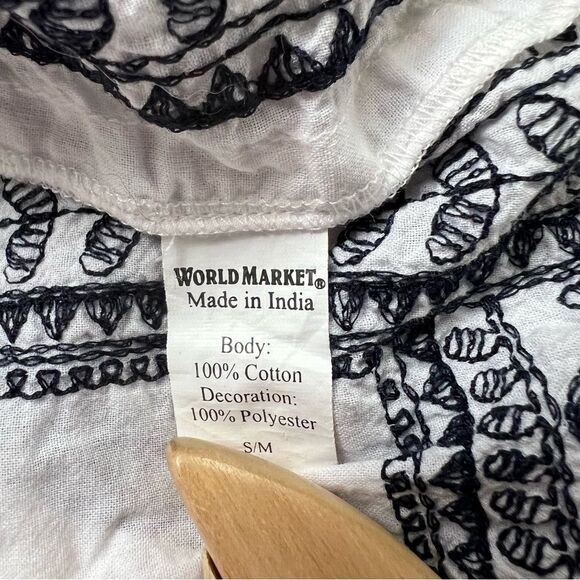 WORLD MARKET®
Made in India
Body:
100% Cotton
Decoration:
100% Polyester
S/M